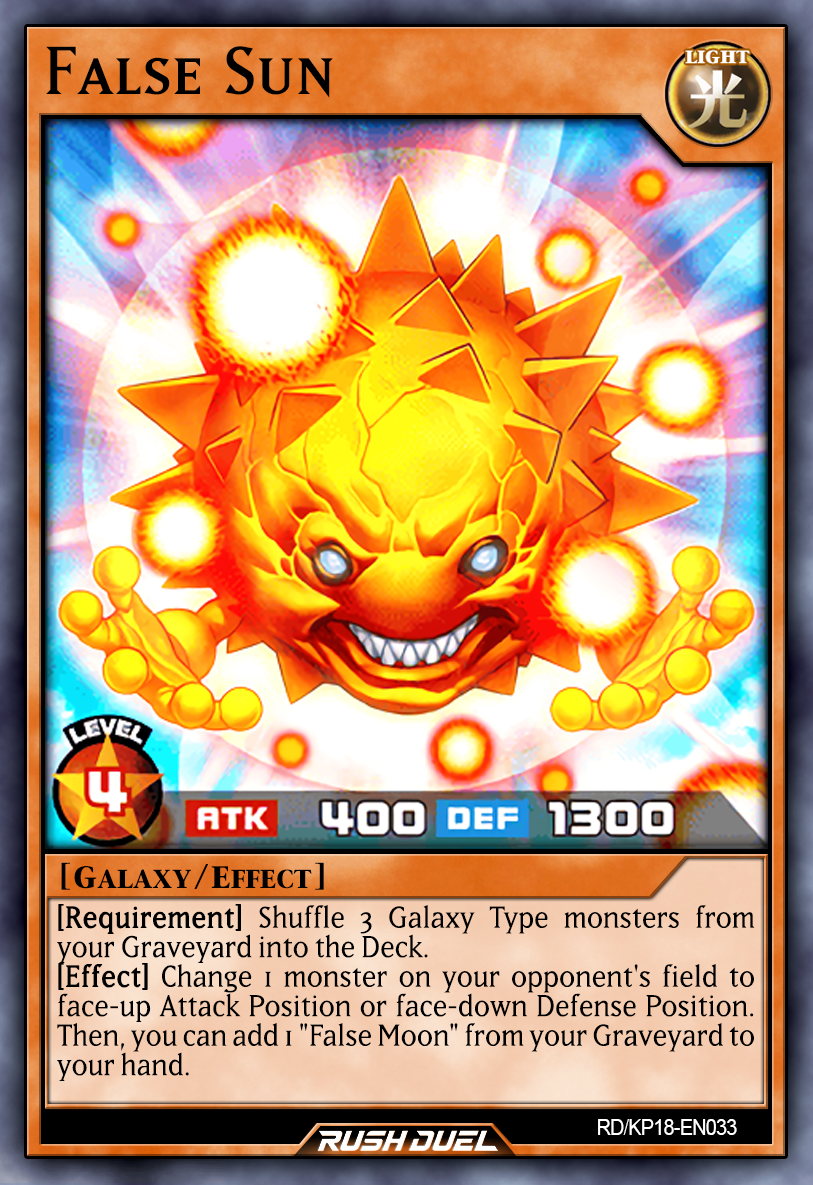 False Sun
LIGHT
光
LEVEL
4
ATK 400 DEF 1300
[Galaxy/Effect]
[Requirement] Shuffle 3 Galaxy Type monsters from
your Graveyard into the Deck.
[Effect] Change 1 monster on your opponent's field to
face-up Attack Position or face-down Defense Position.
Then, you can add 1 "False Moon" from your Graveyard to
your hand.
RD/KP18-EN033
RUSH DUEL